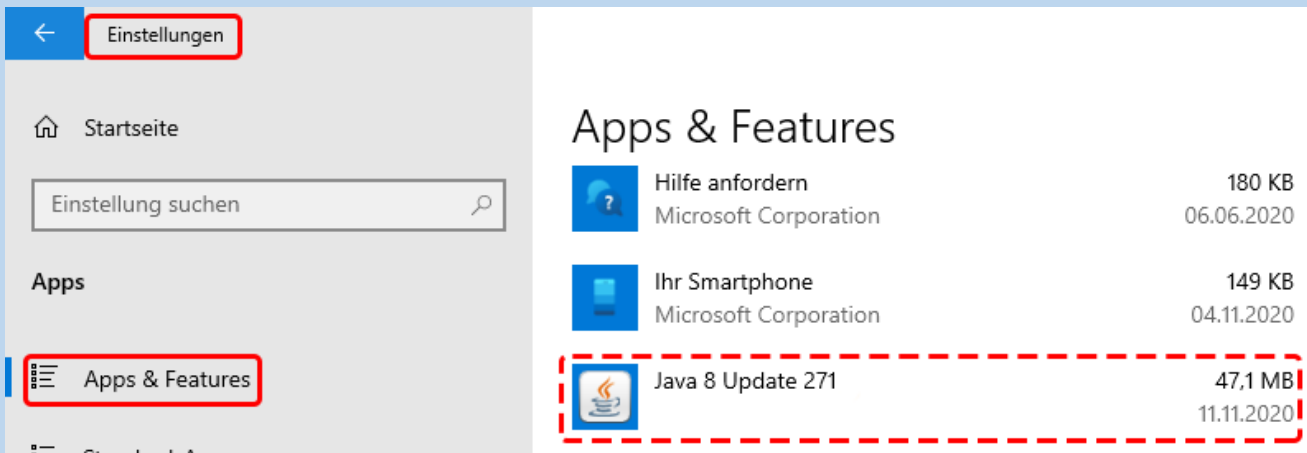 Einstellungen
Startseite
Einstellung suchen
Apps
Apps & Features
Apps & Features
Hilfe anfordern 180 KB
Microsoft Corporation 06.06.2020
Ihr Smartphone 149 KB
Microsoft Corporation 04.11.2020
Java 8 Update 271 47,1 MB
11.11.2020